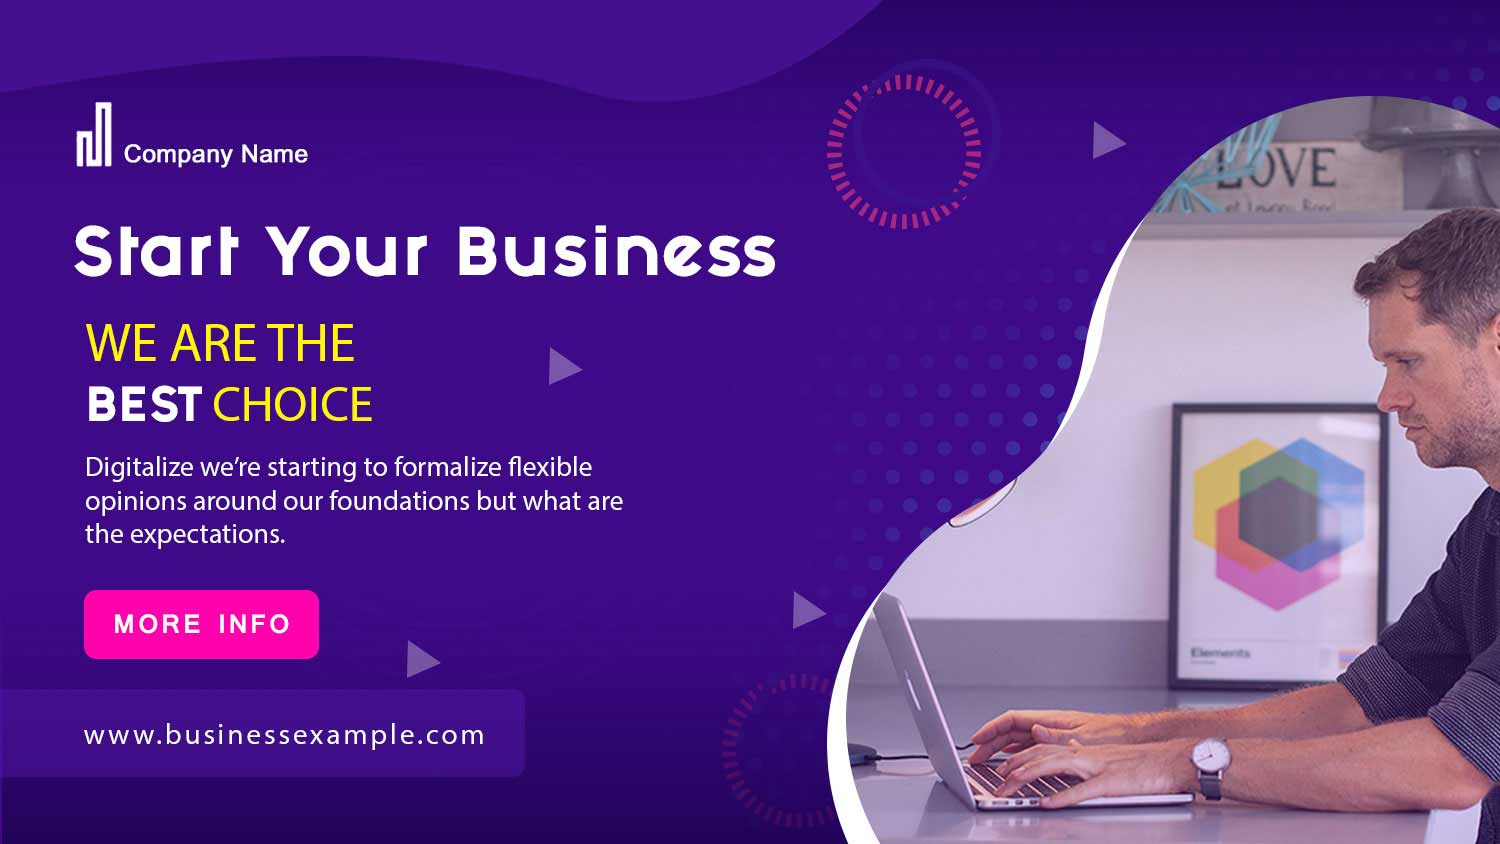 Company Name
Start Your Business
WE ARE THE
BEST CHOICE
Digitalize we’re starting to formalize flexible
opinions around our foundations but what are
the expectations.
MORE INFO
www.businessexample.com
LOVE
Elements